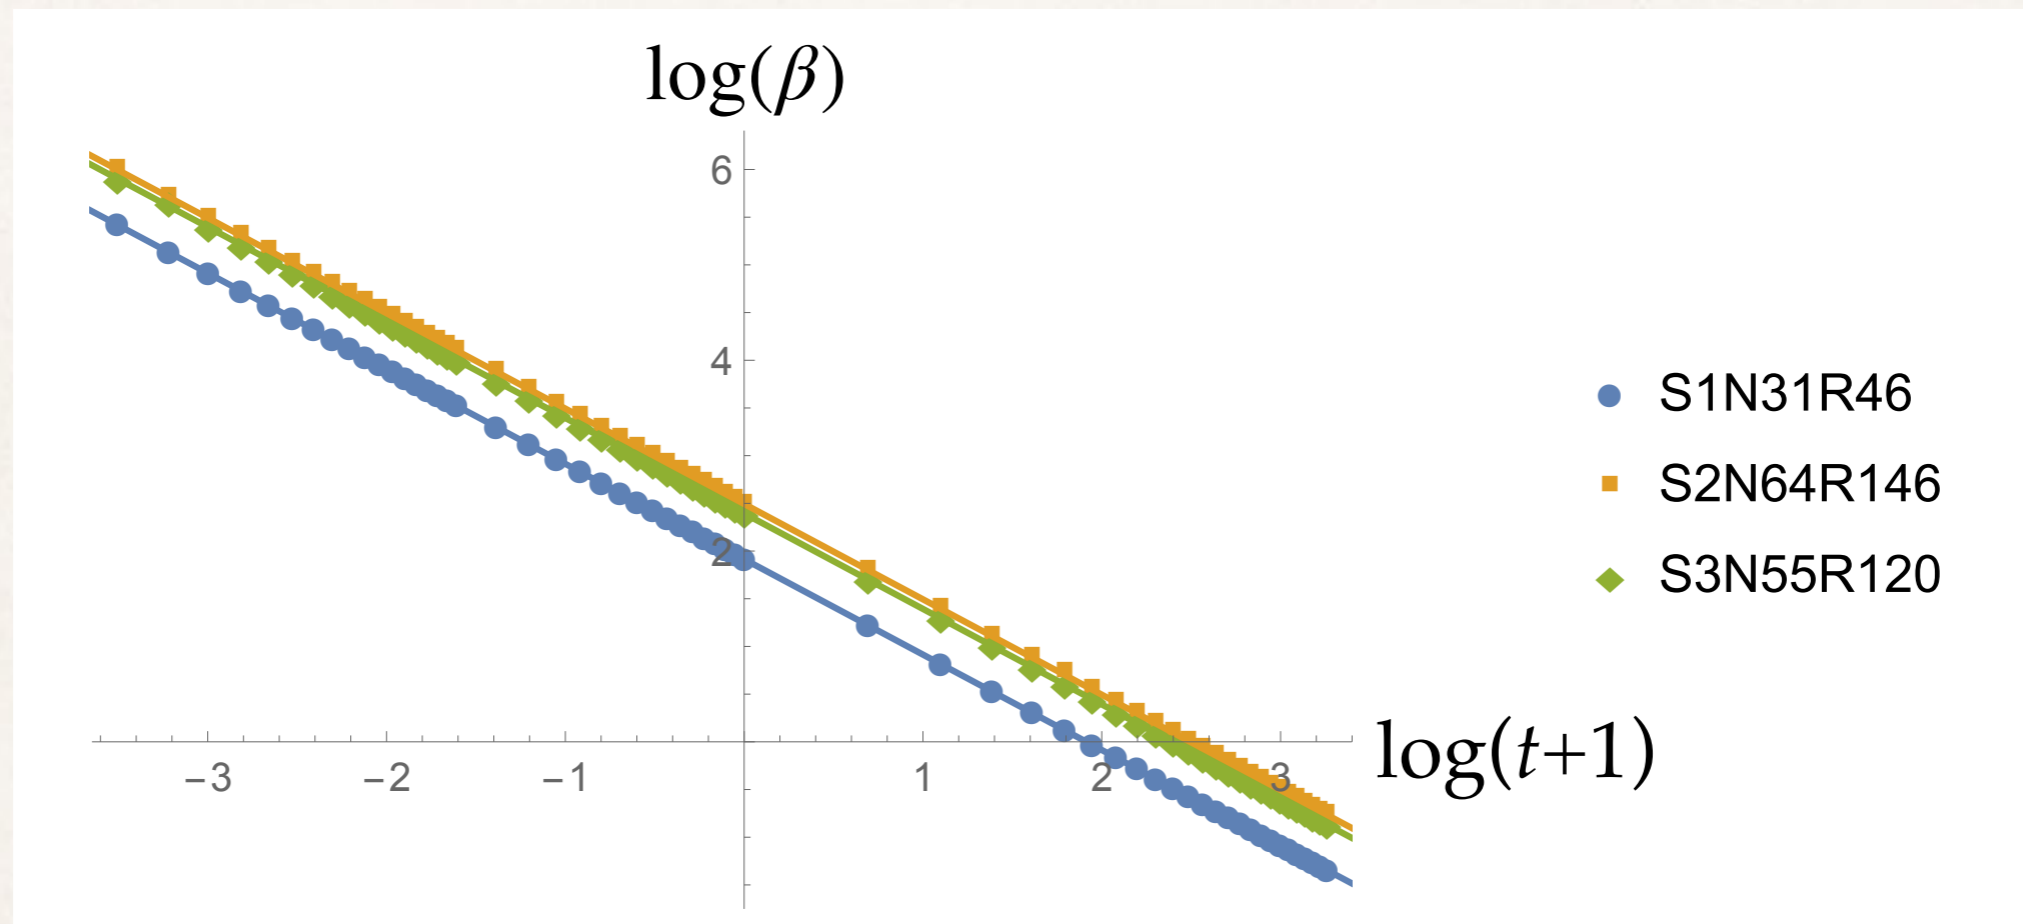 log(β)
6
4
2
−3 −2 −1 1 2 3
log(t+1)
S1N31R46
S2N64R146
S3N55R120